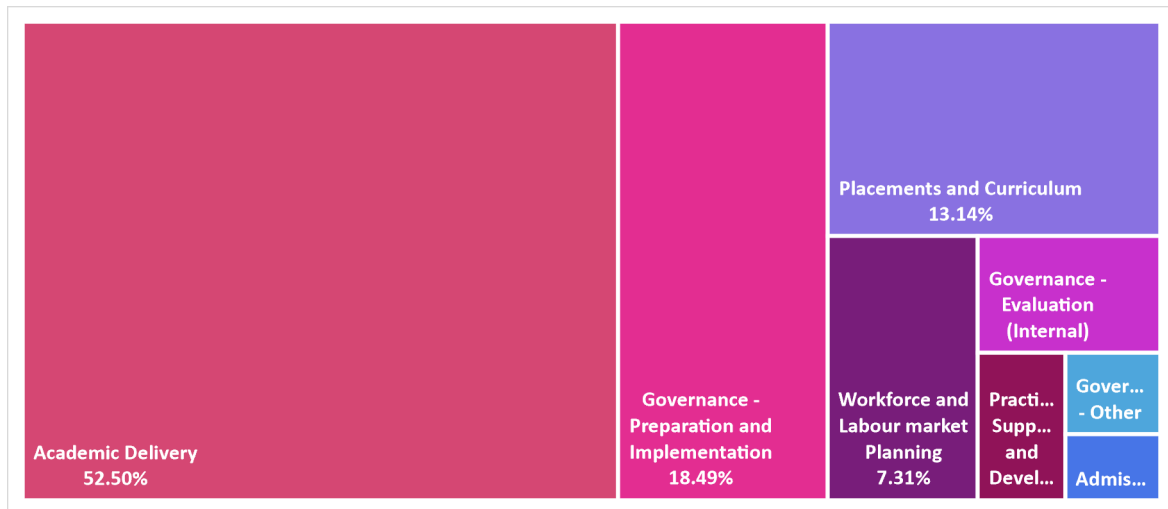 Academic Delivery
52.50%
Governance -
Preparation and
Implementation
18.49%
Placements and Curriculum
13.14%
Workforce and
Labour market
Planning
7.31%
Governance -
Evaluation
(Internal)
Practi...
Supp...
and
Devel...
Gover...
- Other
Admis...